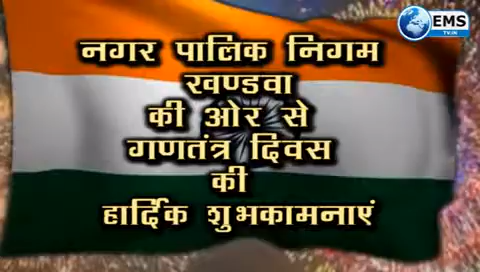 EMS
TV.IN
नगर पालिक निगम
खण्डवा
की ओर से
गणतंत्र दिवस
की
हार्दिक शुभकामनाएं